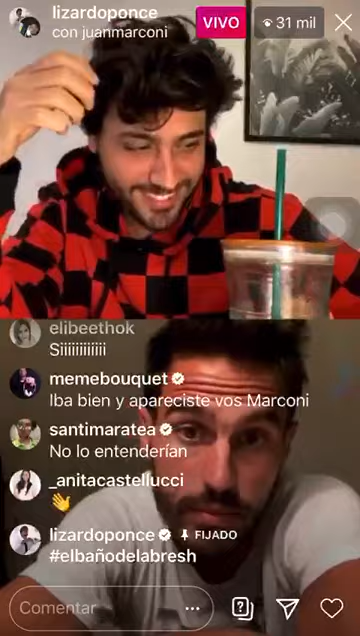 lizardoponce
con juanmarconi
VIVO
31 mil
elibeethok
Siiiiiiiiiiii
memebouquet
Iba bien y apareciste vos Marconi
santimaratea
No lo entenderían
_anitacastellucci
👋
lizardoponce FIJADO
#elbañodelabresh
Comentar